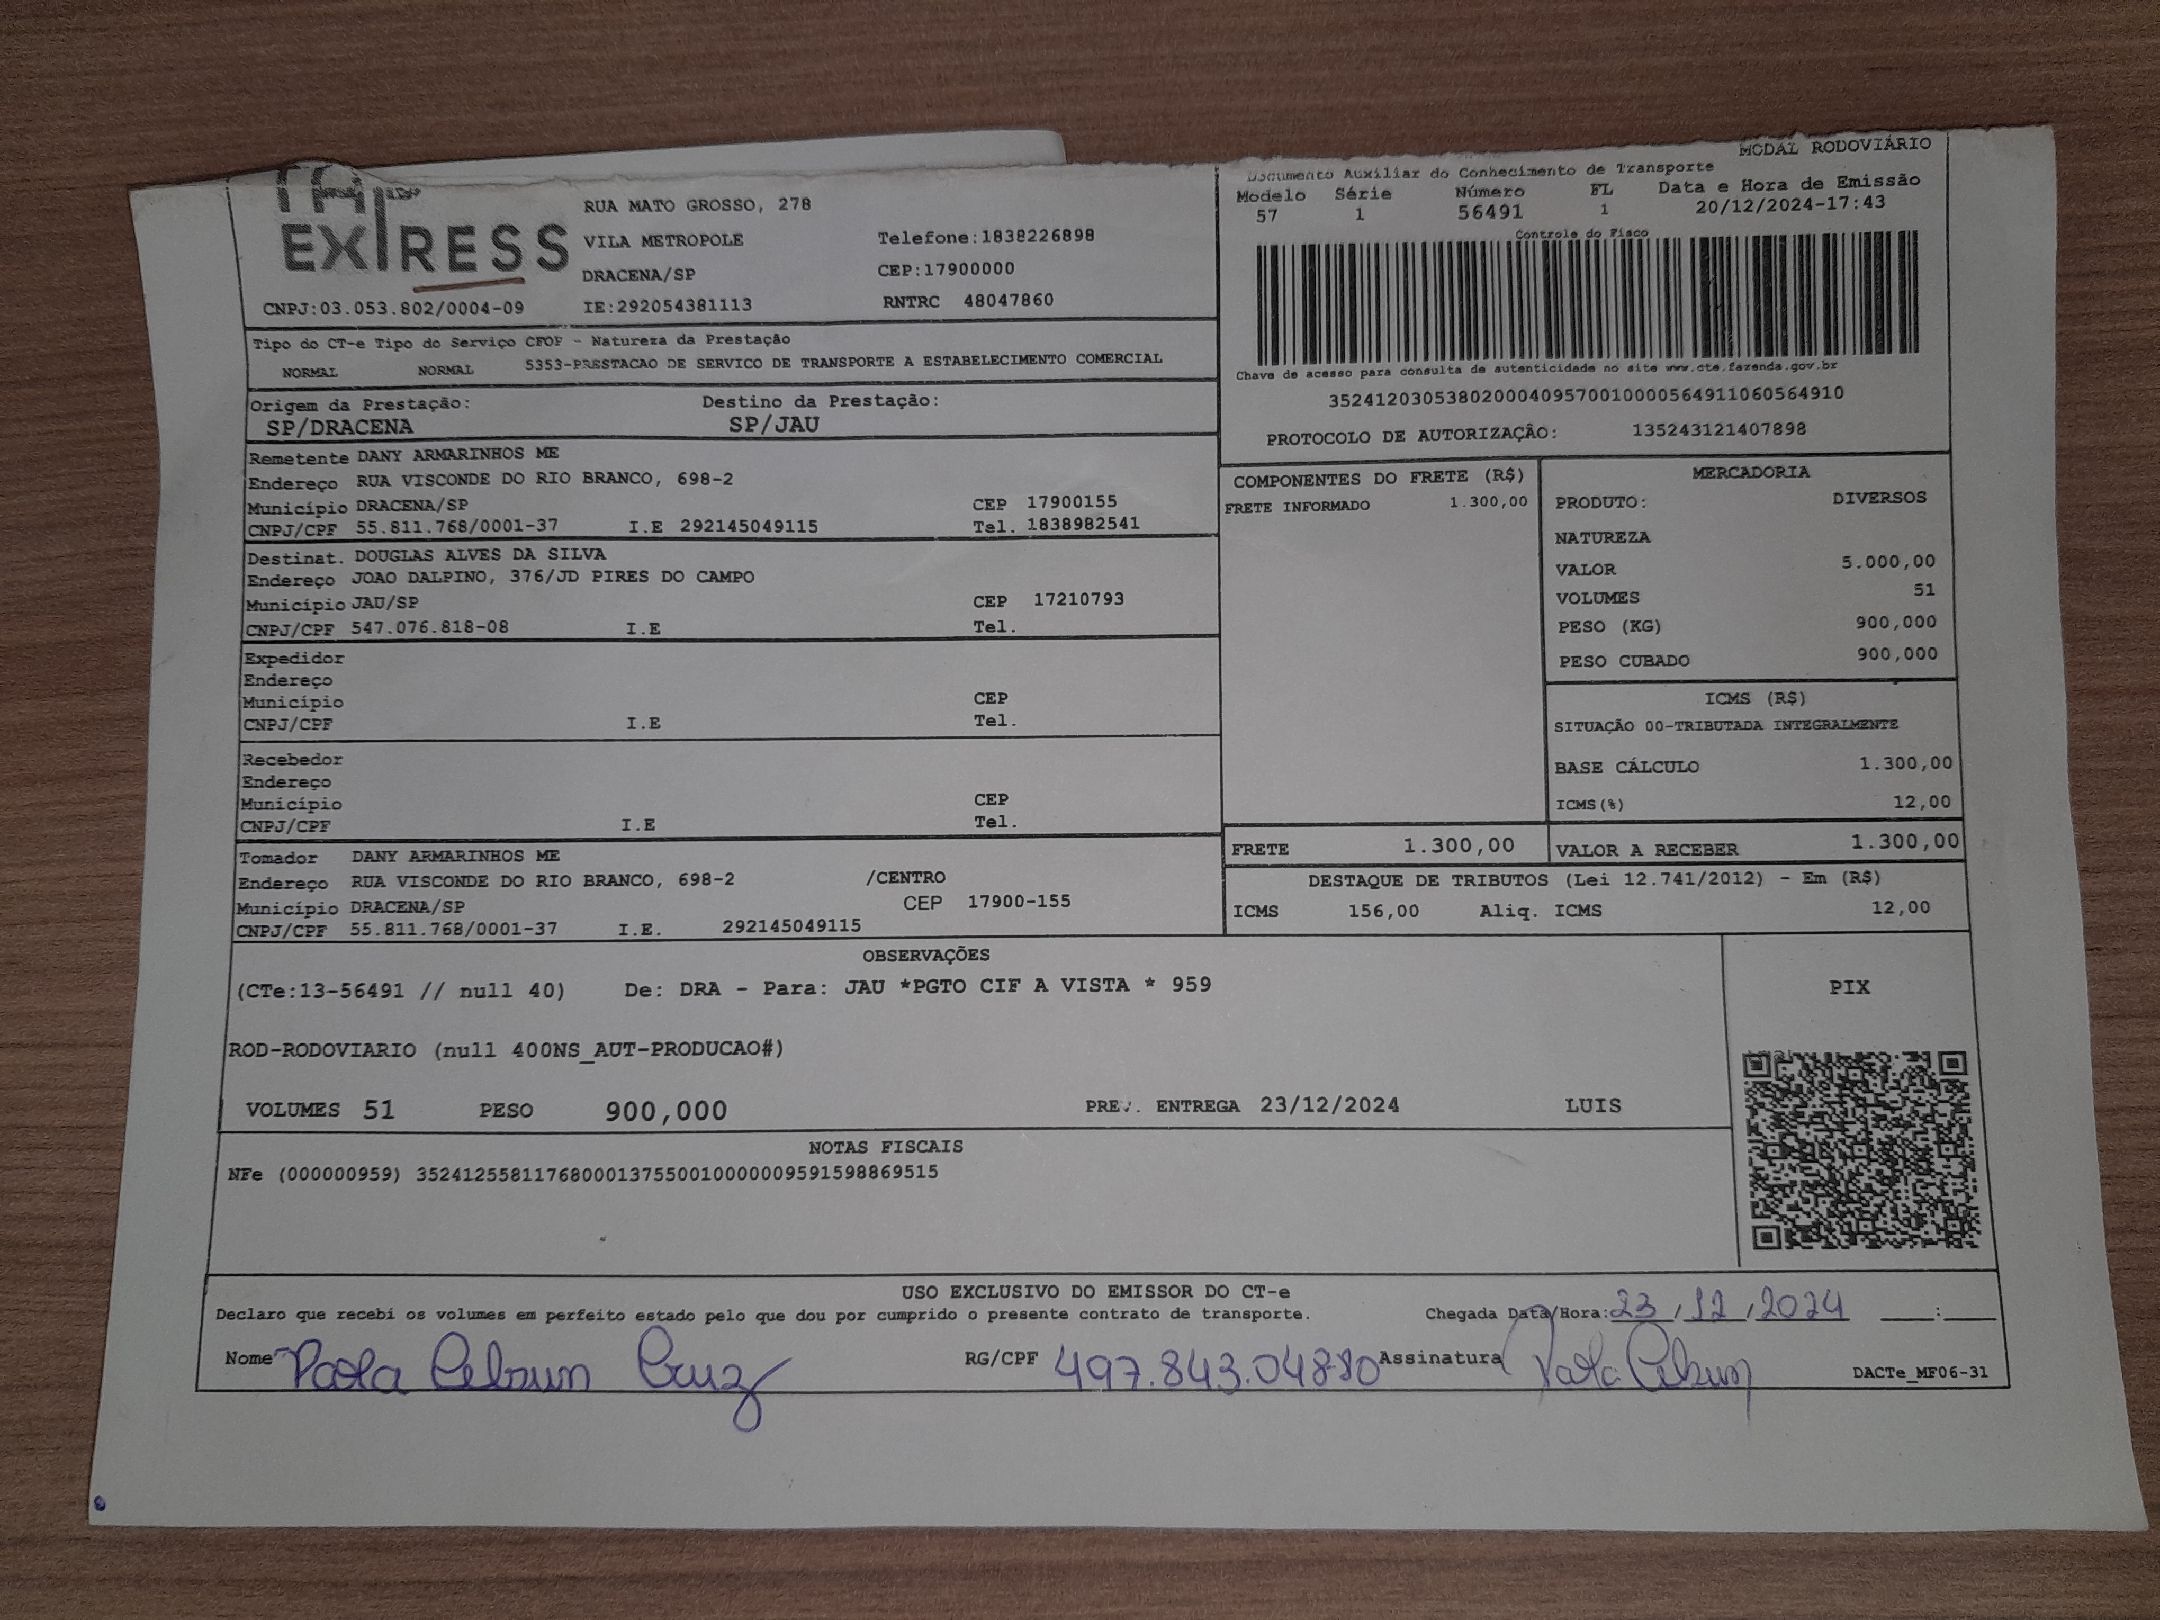 EXPRESS
RUA MATO GROSSO, 278
VILA METROPOLE Telefone:1838226898
DRACENA/SP CEP:17900000
CNPJ:03.053.802/0004-09 IE:292054381113 RNTRC 48047860
MODAL RODOVIÁRIO
Documento Auxiliar do Conhecimento de Transporte
Modelo Série Número FL Data e Hora de Emissão
57 1 56491 1 20/12/2024-17:43
Controle do Fisco
Chave de acesso para consulta de autenticidade no site www.cte.fazenda.gov.br
35241203053802000409570010000564911060564910
PROTOCOLO DE AUTORIZAÇÃO: 135243121407898
Tipo do CT-e Tipo do Serviço CFOP - Natureza da Prestação
NORMAL NORMAL 5353-PRESTACAO DE SERVICO DE TRANSPORTE A ESTABELECIMENTO COMERCIAL
Origem da Prestação: Destino da Prestação:
SP/DRACENA SP/JAU
Remetente DANY ARMARINHOS ME
Endereço RUA VISCONDE DO RIO BRANCO, 698-2
Município DRACENA/SP CEP 17900155
CNPJ/CPF 55.811.768/0001-37 I.E 292145049115 Tel. 1838982541
Destinat. DOUGLAS ALVES DA SILVA
Endereço JOAO DALPINO, 376/JD PIRES DO CAMPO
Município JAU/SP CEP 17210793
CNPJ/CPF 547.076.818-08 I.E Tel.
Expedidor
Endereço
Município CEP
CNPJ/CPF I.E Tel.
Recebedor
Endereço
Município CEP
CNPJ/CPF I.E Tel.
Tomador DANY ARMARINHOS ME
Endereço RUA VISCONDE DO RIO BRANCO, 698-2 /CENTRO
Município DRACENA/SP CEP 17900-155
CNPJ/CPF 55.811.768/0001-37 I.E. 292145049115
COMPONENTES DO FRETE (R$)
FRETE INFORMADO 1.300,00
MERCADORIA
PRODUTO: DIVERSOS
NATUREZA
VALOR 5.000,00
VOLUMES 51
PESO (KG) 900,000
PESO CUBADO 900,000
ICMS (R$)
SITUAÇÃO 00-TRIBUTADA INTEGRALMENTE
BASE CÁLCULO 1.300,00
ICMS(%) 12,00
FRETE 1.300,00 VALOR A RECEBER 1.300,00
DESTAQUE DE TRIBUTOS (Lei 12.741/2012) - Em (R$)
ICMS 156,00 Aliq. ICMS 12,00
OBSERVAÇÕES
(CTe:13-56491 // null 40) De: DRA - Para: JAU *PGTO CIF A VISTA * 959
ROD-RODOVIARIO (null 400NS_AUT-PRODUCAO#)
VOLUMES 51 PESO 900,000 PREV. ENTREGA 23/12/2024 LUIS
PIX
NOTAS FISCAIS
NFe (000000959) 35241255811768000137550010000009591598869515
USO EXCLUSIVO DO EMISSOR DO CT-e
Declaro que recebi os volumes em perfeito estado pelo que dou por cumprido o presente contrato de transporte. Chegada Data/Hora: 23/12/2024 :
Nome Paola Cruz RG/CPF 497.843.048-80 Assinatura Paola
DACTe_MF06-31